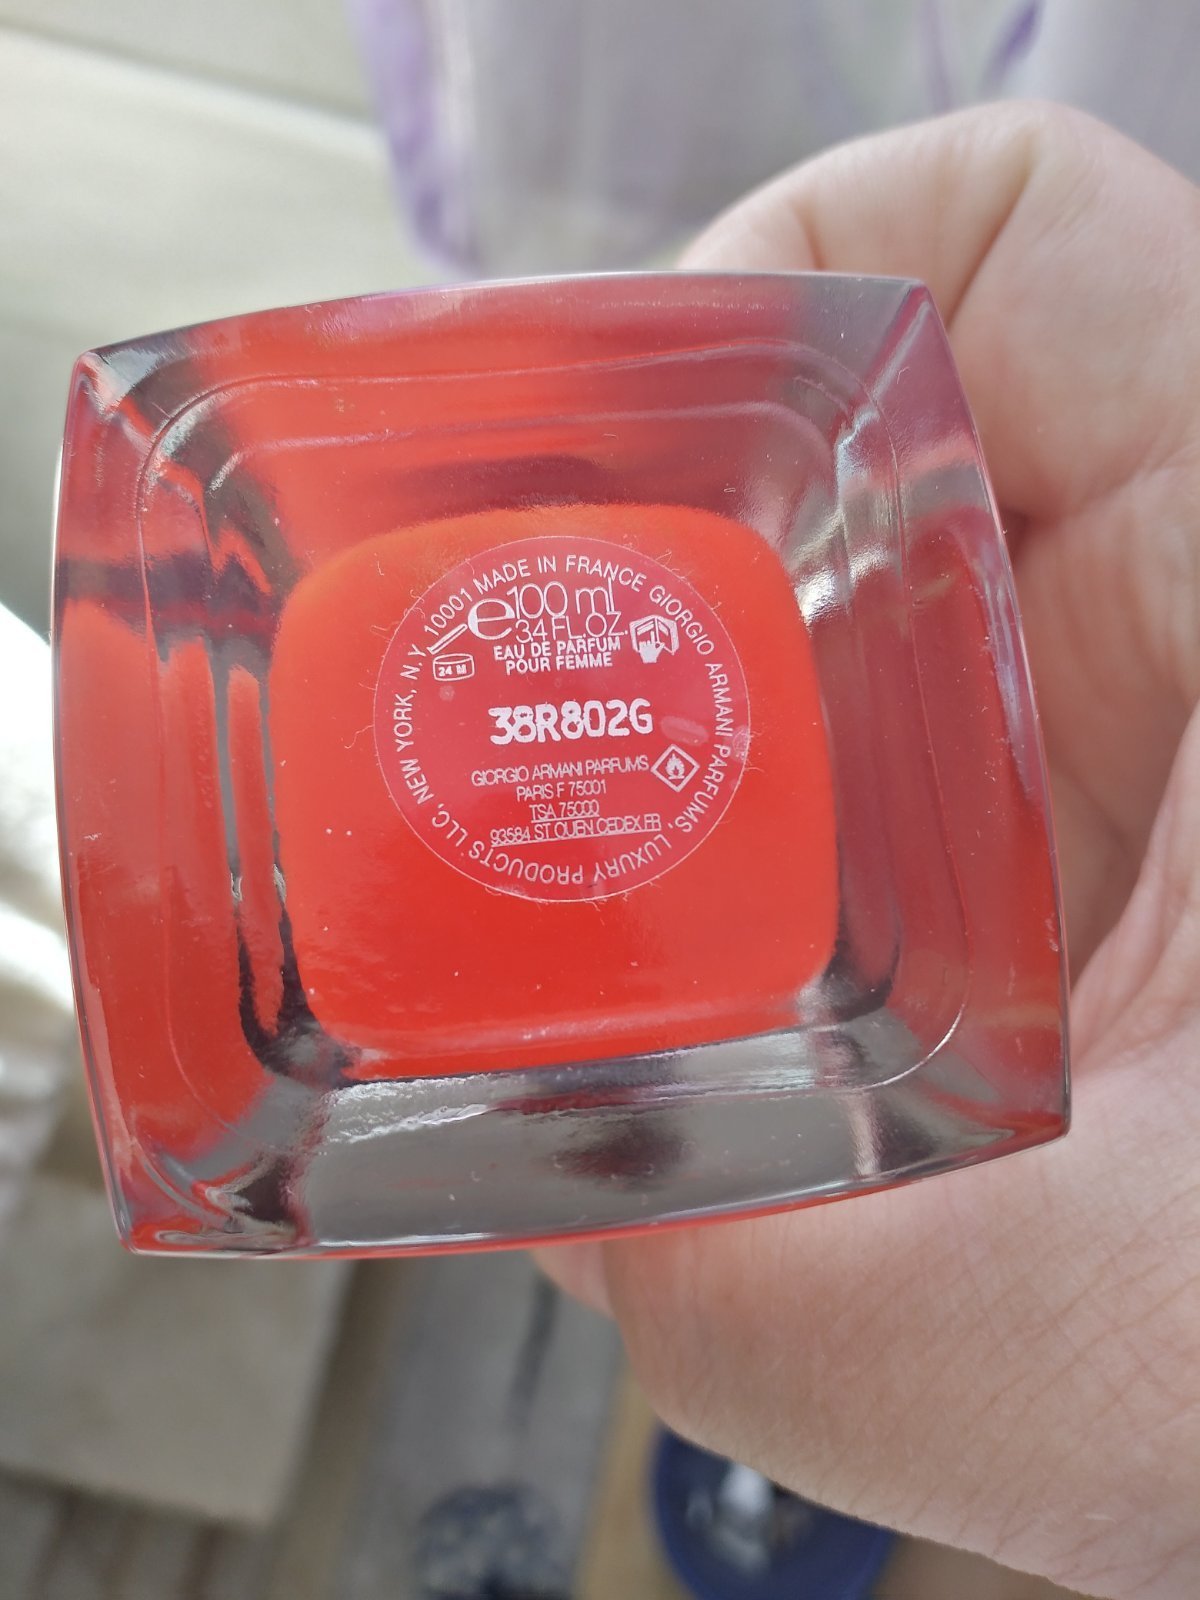 MADE IN FRANCE GIORGIO ARMANI PARFUMS, LUXURY PRODUCTS LLC, NEW YORK, N.Y. 10001
e 100 ml
3.4 FL.OZ.
24 M
EAU DE PARFUM
POUR FEMME
38R802G
GIORGIO ARMANI PARFUMS
PARIS F 75001
TSA 75000
93584 ST OUEN CEDEX FR